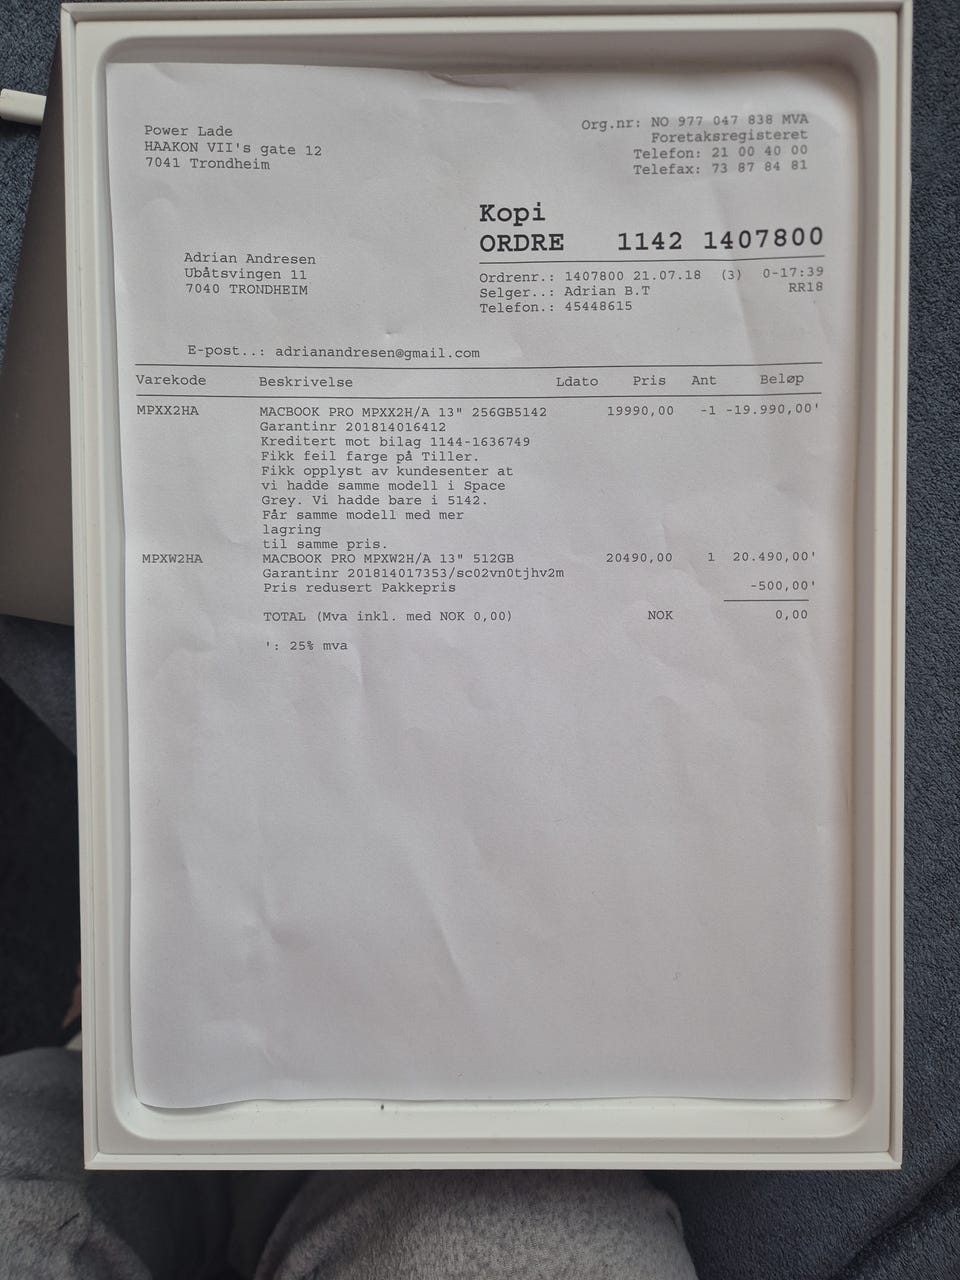 Power Lade
HAAKON VII's gate 12
7041 Trondheim
Org.nr: NO 977 047 838 MVA
Foretaksregisteret
Telefon: 21 00 40 00
Telefax: 73 87 84 81
Kopi
ORDRE 1142 1407800
Adrian Andresen
Ubåtsvingen 11
7040 TRONDHEIM
Ordrenr.: 1407800 21.07.18 (3) 0-17:39
Selger..: Adrian B.T RR18
Telefon.: 45448615
E-post..: adrianandresen@gmail.com
Varekode Beskrivelse Ldato Pris Ant Beløp
MPXX2HA MACBOOK PRO MPXX2H/A 13" 256GB5142 19990,00 -1 -19.990,00'
Garantinr 201814016412
Kreditert mot bilag 1144-1636749
Fikk feil farge på Tiller.
Fikk opplyst av kundesenter at
vi hadde samme modell i Space
Grey. Vi hadde bare i 5142.
Får samme modell med mer
lagring
til samme pris.
MPXW2HA MACBOOK PRO MPXW2H/A 13" 512GB 20490,00 1 20.490,00'
Garantinr 201814017353/sc02vn0tjhv2m
Pris redusert Pakkepris -500,00'
TOTAL (Mva inkl. med NOK 0,00) NOK 0,00
': 25% mva